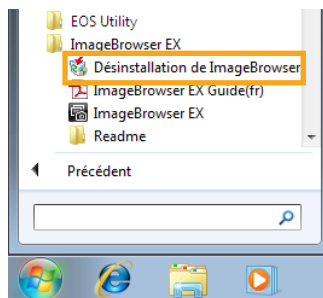 EOS Utility
ImageBrowser EX
Désinstallation de ImageBrowser
ImageBrowser EX Guide(fr)
ImageBrowser EX
Readme
Précédent